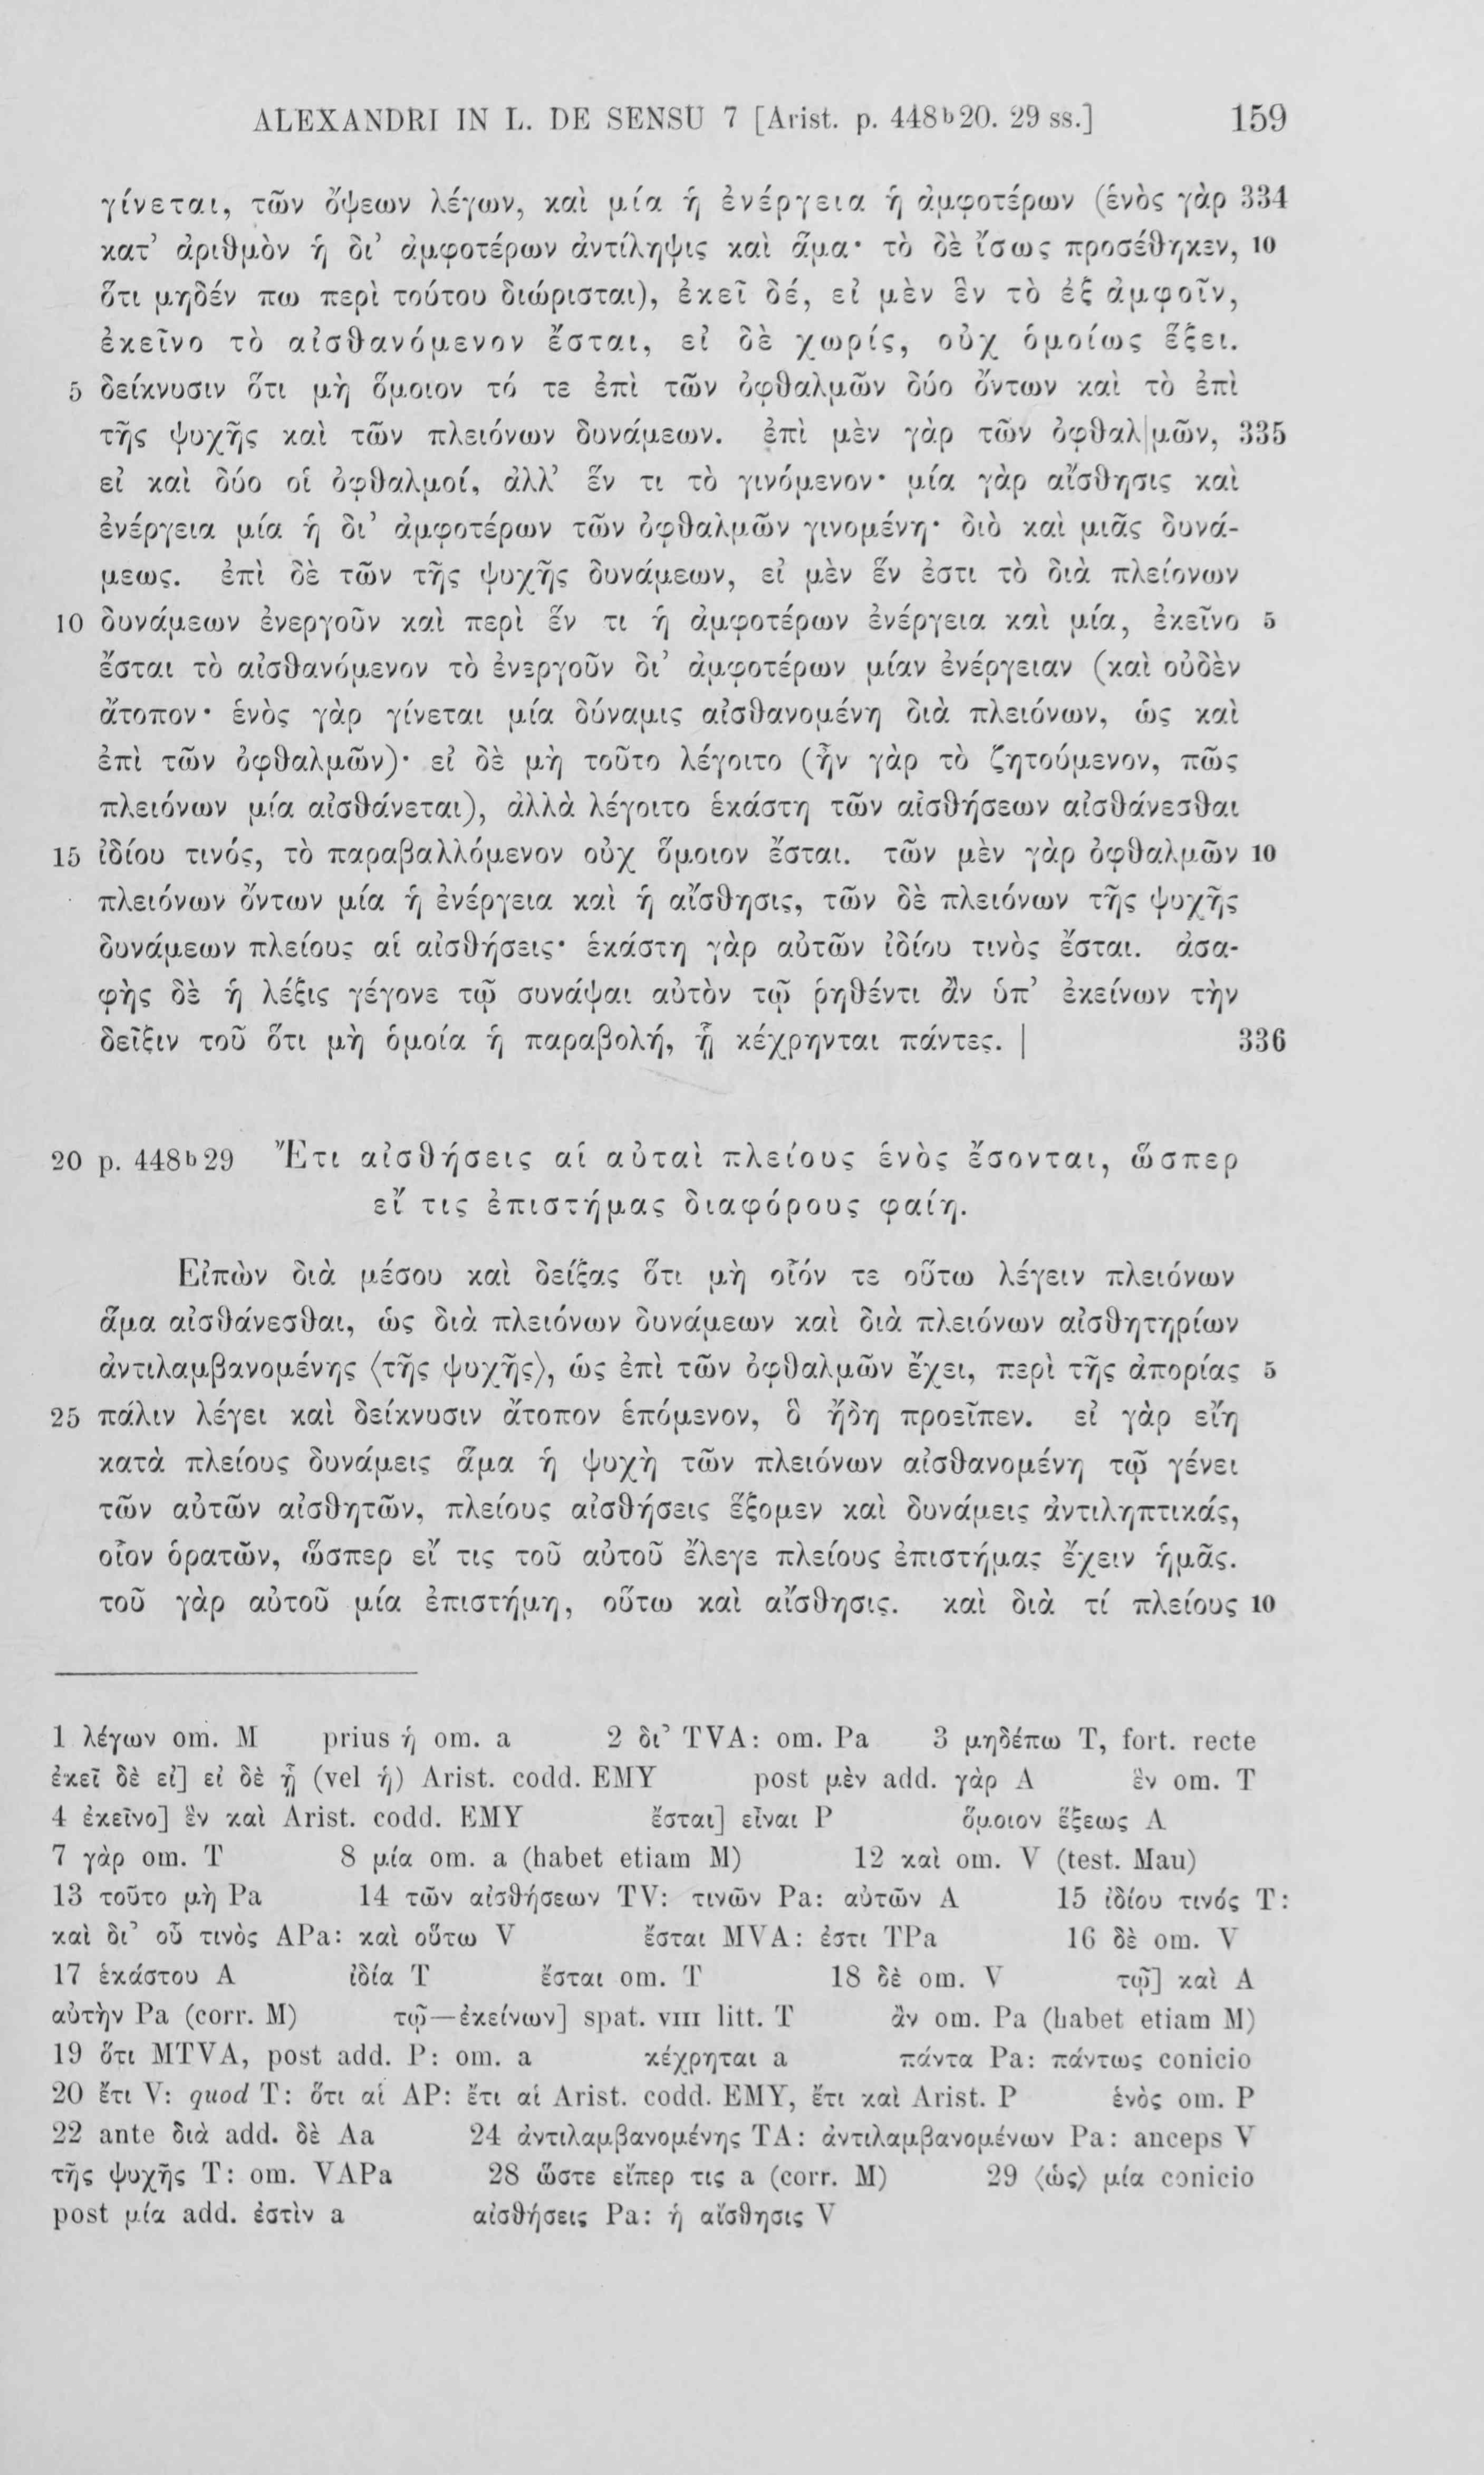 ALEXANDRI IN L. DE SENSU 7 [Arist. p. 448ᵇ20. 29 ss.] 159
γίνεται, τῶν ὄψεων λέγων, καὶ μία ἡ ἐνέργεια ἡ ἀμφοτέρων (ἑνὸς γὰρ 334
κατ’ ἀριθμὸν ἡ δι’ ἀμφοτέρων ἀντίληψις καὶ ἅμα· τὸ δὲ ἴσως προσέθηκεν, 10
ὅτι μηδέν πω περὶ τούτου διώρισται), ἐκεῖ δέ, εἰ μὲν ἓν τὸ ἐξ ἀμφοῖν,
ἐκεῖνο τὸ αἰσθανόμενον ἔσται, εἰ δὲ χωρίς, οὐχ ὁμοίως ἕξει.
5 δείκνυσιν ὅτι μὴ ὅμοιον τό τε ἐπὶ τῶν ὀφθαλμῶν δύο ὄντων καὶ τὸ ἐπὶ
τῆς ψυχῆς καὶ τῶν πλειόνων δυνάμεων. ἐπὶ μὲν γὰρ τῶν ὀφθαλ|μῶν, 335
εἰ καὶ δύο οἱ ὀφθαλμοί, ἀλλ’ ἕν τι τὸ γινόμενον· μία γὰρ αἴσθησις καὶ
ἐνέργεια μία ἡ δι’ ἀμφοτέρων τῶν ὀφθαλμῶν γινομένη· διὸ καὶ μιᾶς δυνά-
μεως. ἐπὶ δὲ τῶν τῆς ψυχῆς δυνάμεων, εἰ μὲν ἕν ἐστι τὸ διὰ πλείονων
10 δυνάμεων ἐνεργοῦν καὶ περὶ ἕν τι ἡ ἀμφοτέρων ἐνέργεια καὶ μία, ἐκεῖνο 5
ἔσται τὸ αἰσθανόμενον τὸ ἐνεργοῦν δι’ ἀμφοτέρων μίαν ἐνέργειαν (καὶ οὐδὲν
ἄτοπον· ἑνὸς γὰρ γίνεται μία δύναμις αἰσθανομένη διὰ πλειόνων, ὡς καὶ
ἐπὶ τῶν ὀφθαλμῶν)· εἰ δὲ μὴ τοῦτο λέγοιτο (ἦν γὰρ τὸ ζητούμενον, πῶς
πλειόνων μία αἰσθάνεται), ἀλλὰ λέγοιτο ἑκάστη τῶν αἰσθήσεων αἰσθάνεσθαι
15 ἰδίου τινός, τὸ παραβαλλόμενον οὐχ ὅμοιον ἔσται. τῶν μὲν γὰρ ὀφθαλμῶν 10
πλειόνων ὄντων μία ἡ ἐνέργεια καὶ ἡ αἴσθησις, τῶν δὲ πλειόνων τῆς ψυχῆς
δυνάμεων πλείους αἱ αἰσθήσεις· ἑκάστη γὰρ αὐτῶν ἰδίου τινὸς ἔσται. ἀσα-
φὴς δὲ ἡ λέξις γέγονε τῷ συνάψαι αὐτὸν τῷ ῥηθέντι ἂν ὑπ’ ἐκείνων τὴν
δεῖξιν τοῦ ὅτι μὴ ὁμοία ἡ παραβολή, ᾗ κέχρηνται πάντες. | 336
20 p. 448ᵇ29 Ἔτι αἰσθήσεις αἱ αὐταὶ πλείους ἑνὸς ἔσονται, ὥσπερ
εἴ τις ἐπιστήμας διαφόρους φαίη.
Εἰπὼν διὰ μέσου καὶ δείξας ὅτι μὴ οἷόν τε οὕτω λέγειν πλειόνων
ἅμα αἰσθάνεσθαι, ὡς διὰ πλειόνων δυνάμεων καὶ διὰ πλειόνων αἰσθητηρίων
ἀντιλαμβανομένης ⟨τῆς ψυχῆς⟩, ὡς ἐπὶ τῶν ὀφθαλμῶν ἔχει, περὶ τῆς ἀπορίας 5
25 πάλιν λέγει καὶ δείκνυσιν ἄτοπον ἑπόμενον, ὃ ἤδη προεῖπεν. εἰ γὰρ εἴη
κατὰ πλείους δυνάμεις ἅμα ἡ ψυχὴ τῶν πλειόνων αἰσθανομένη τῷ γένει
τῶν αὐτῶν αἰσθητῶν, πλείους αἰσθήσεις ἕξομεν καὶ δυνάμεις ἀντιληπτικάς,
οἷον ὁρατῶν, ὥσπερ εἴ τις τοῦ αὐτοῦ ἔλεγε πλείους ἐπιστήμας ἔχειν ἡμᾶς.
τοῦ γὰρ αὐτοῦ μία ἐπιστήμη, οὕτω καὶ αἴσθησις. καὶ διὰ τί πλείους 10
1 λέγων om. M prius ἡ om. a 2 δι’ TVA: om. Pa 3 μηδέπω T, fort. recte
ἐκεῖ δὲ εἰ] εἰ δὲ ᾗ (vel ἡ) Arist. codd. EMY post μὲν add. γὰρ A ἓν om. T
4 ἐκεῖνο] ἓν καὶ Arist. codd. EMY ἔσται] εἶναι P ὅμοιον ἕξεως A
7 γὰρ om. T 8 μία om. a (habet etiam M) 12 καὶ om. V (test. Mau)
13 τοῦτο μὴ Pa 14 τῶν αἰσθήσεων TV: τινῶν Pa: αὐτῶν A 15 ἰδίου τινός T:
καὶ δι’ οὗ τινὸς APa: καὶ οὕτω V ἔσται MVA: ἐστι TPa 16 δὲ om. V
17 ἑκάστου A ἰδία T ἔσται om. T 18 δὲ om. V τῷ] καὶ A
αὐτὴν Pa (corr. M) τῷ—ἐκείνων] spat. VIII litt. T ἂν om. Pa (habet etiam M)
19 ὅτι MTVA, post add. P: om. a κέχρηται a πάντα Pa: πάντως conicio
20 ἔτι V: quod T: ὅτι αἱ AP: ἔτι αἱ Arist. codd. EMY, ἔτι καὶ Arist. P ἑνὸς om. P
22 ante διὰ add. δὲ Aa 24 ἀντιλαμβανομένης TA: ἀντιλαμβανομένων Pa: anceps V
τῆς ψυχῆς T: om. VAPa 28 ὥστε εἴπερ τις a (corr. M) 29 ⟨ὡς⟩ μία conicio
post μία add. ἐστὶν a αἰσθήσεις Pa: ἡ αἴσθησις V